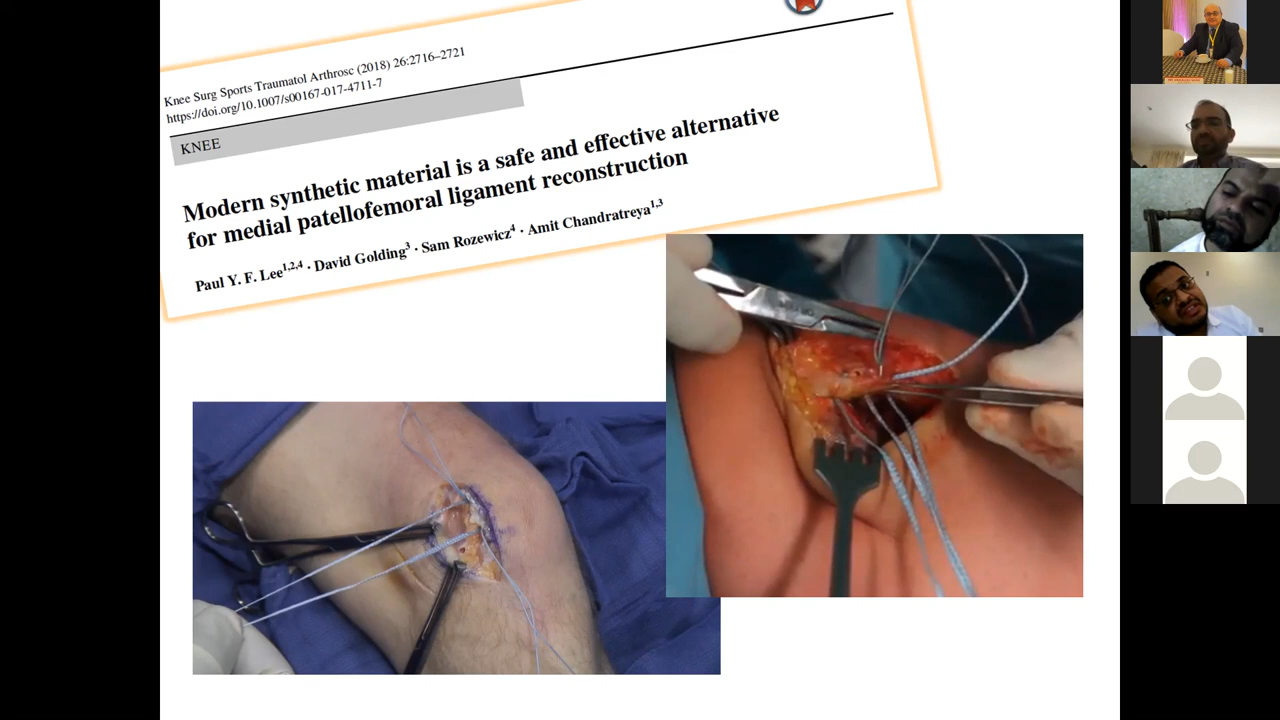 Knee Surg Sports Traumatol Arthrosc (2018) 26:2716–2721
https://doi.org/10.1007/s00167-017-4711-7
KNEE
Modern synthetic material is a safe and effective alternative
for medial patellofemoral ligament reconstruction
Paul Y. F. Lee1,2,4 · David Golding3 · Sam Rozewicz4 · Amit Chandratreya1,3